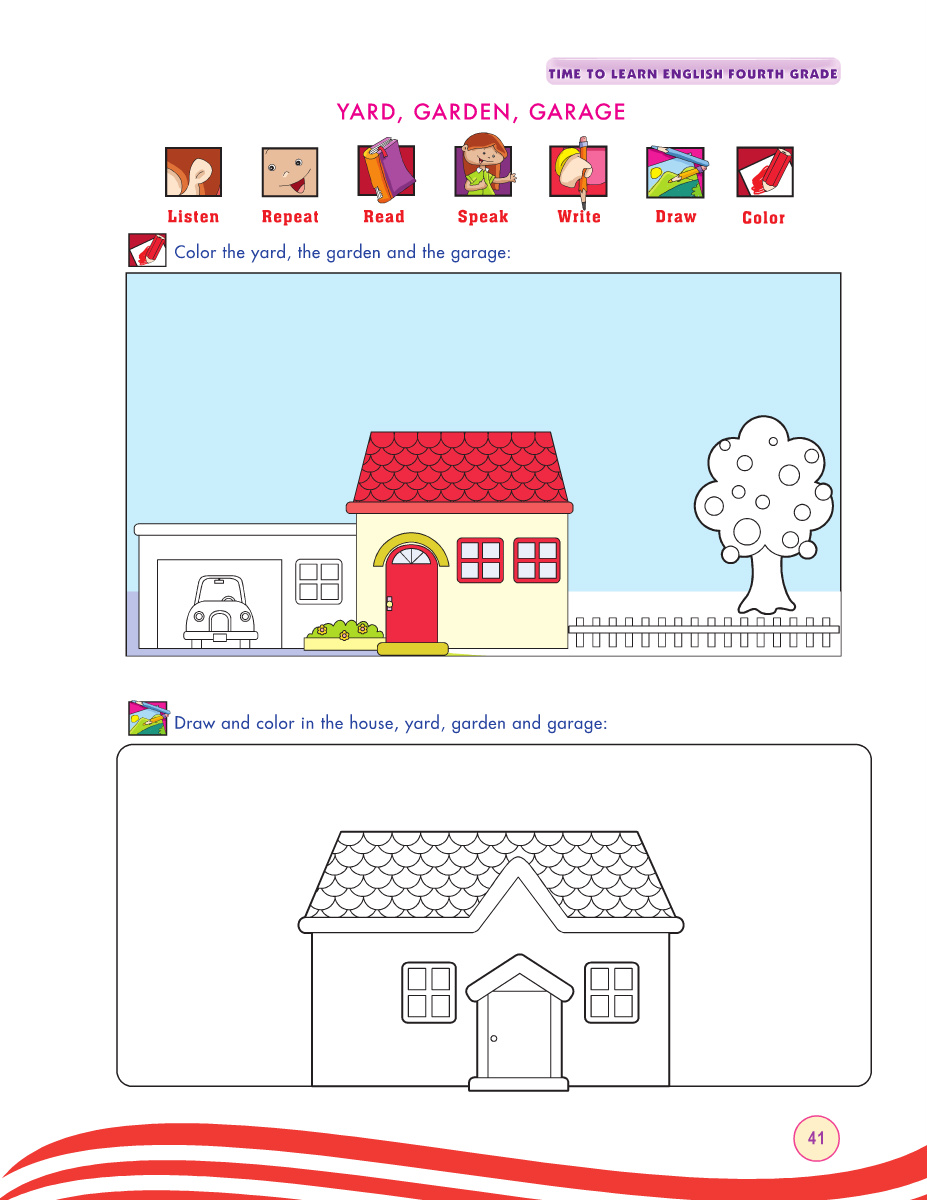 TIME TO LEARN ENGLISH FOURTH GRADE
YARD, GARDEN, GARAGE
Listen Repeat Read Speak Write Draw Color
Color the yard, the garden and the garage:
Draw and color in the house, yard, garden and garage:
41